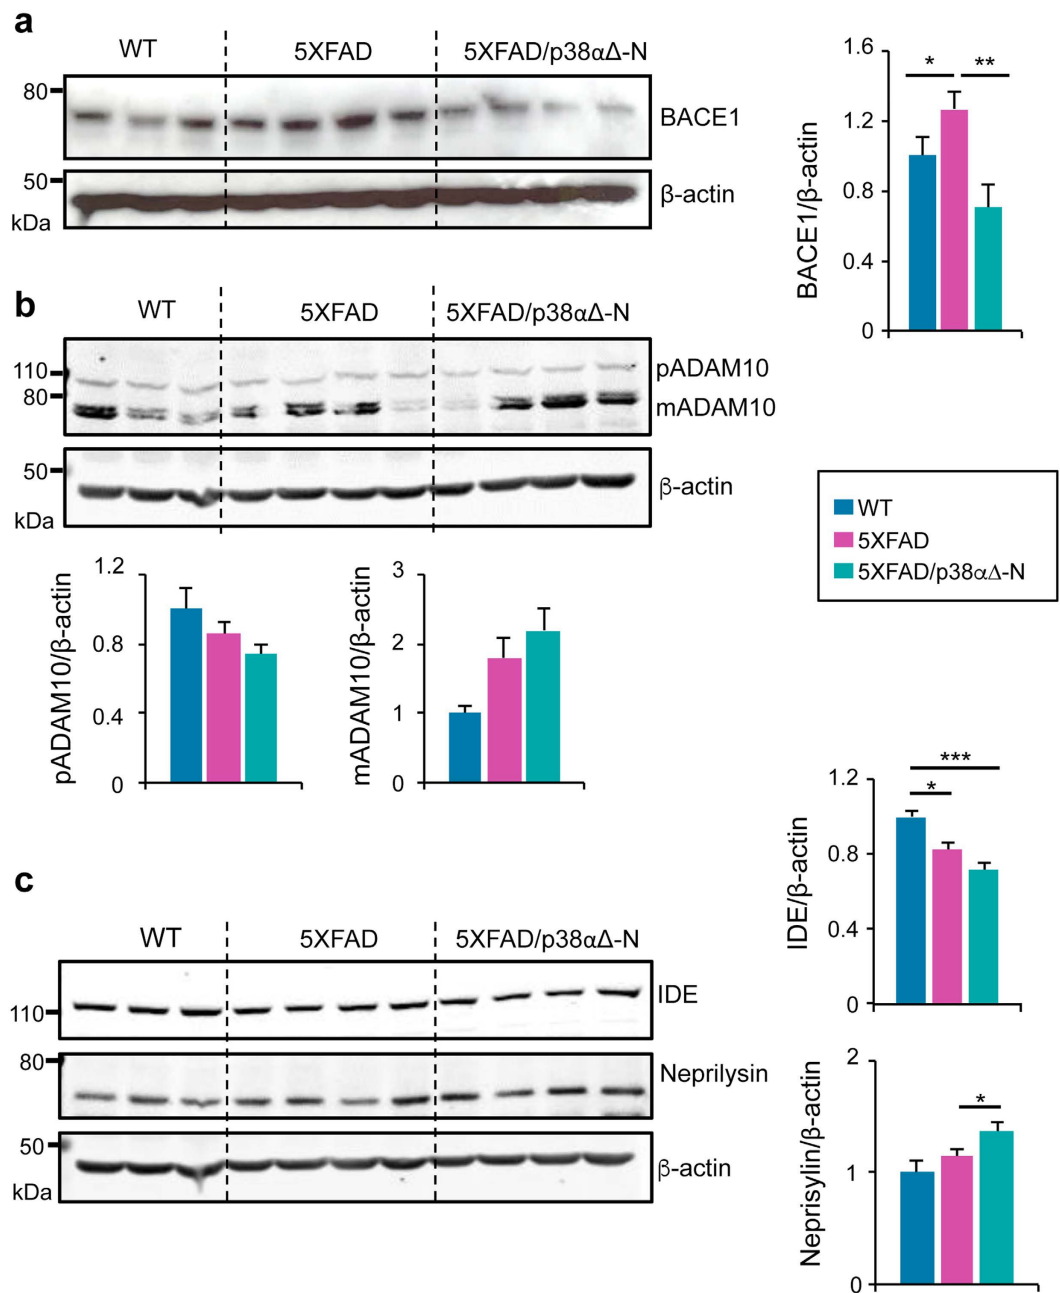 a
WT
5XFAD
5XFAD/p38αΔ-N
80
BACE1
50
β-actin
kDa
1.6
1.2
0.8
0.4
0
BACE1/β-actin
*
**
b
WT
5XFAD
5XFAD/p38αΔ-N
110
pADAM10
80
mADAM10
50
β-actin
kDa
1.2
0.8
0.4
0
pADAM10/β-actin
3
2
1
0
mADAM10/β-actin
WT
5XFAD
5XFAD/p38αΔ-N
c
WT
5XFAD
5XFAD/p38αΔ-N
110
IDE
80
Neprilysin
50
β-actin
kDa
***
*
1.2
0.8
0.4
0
IDE/β-actin
2
1
0
*
Neprisylin/β-actin